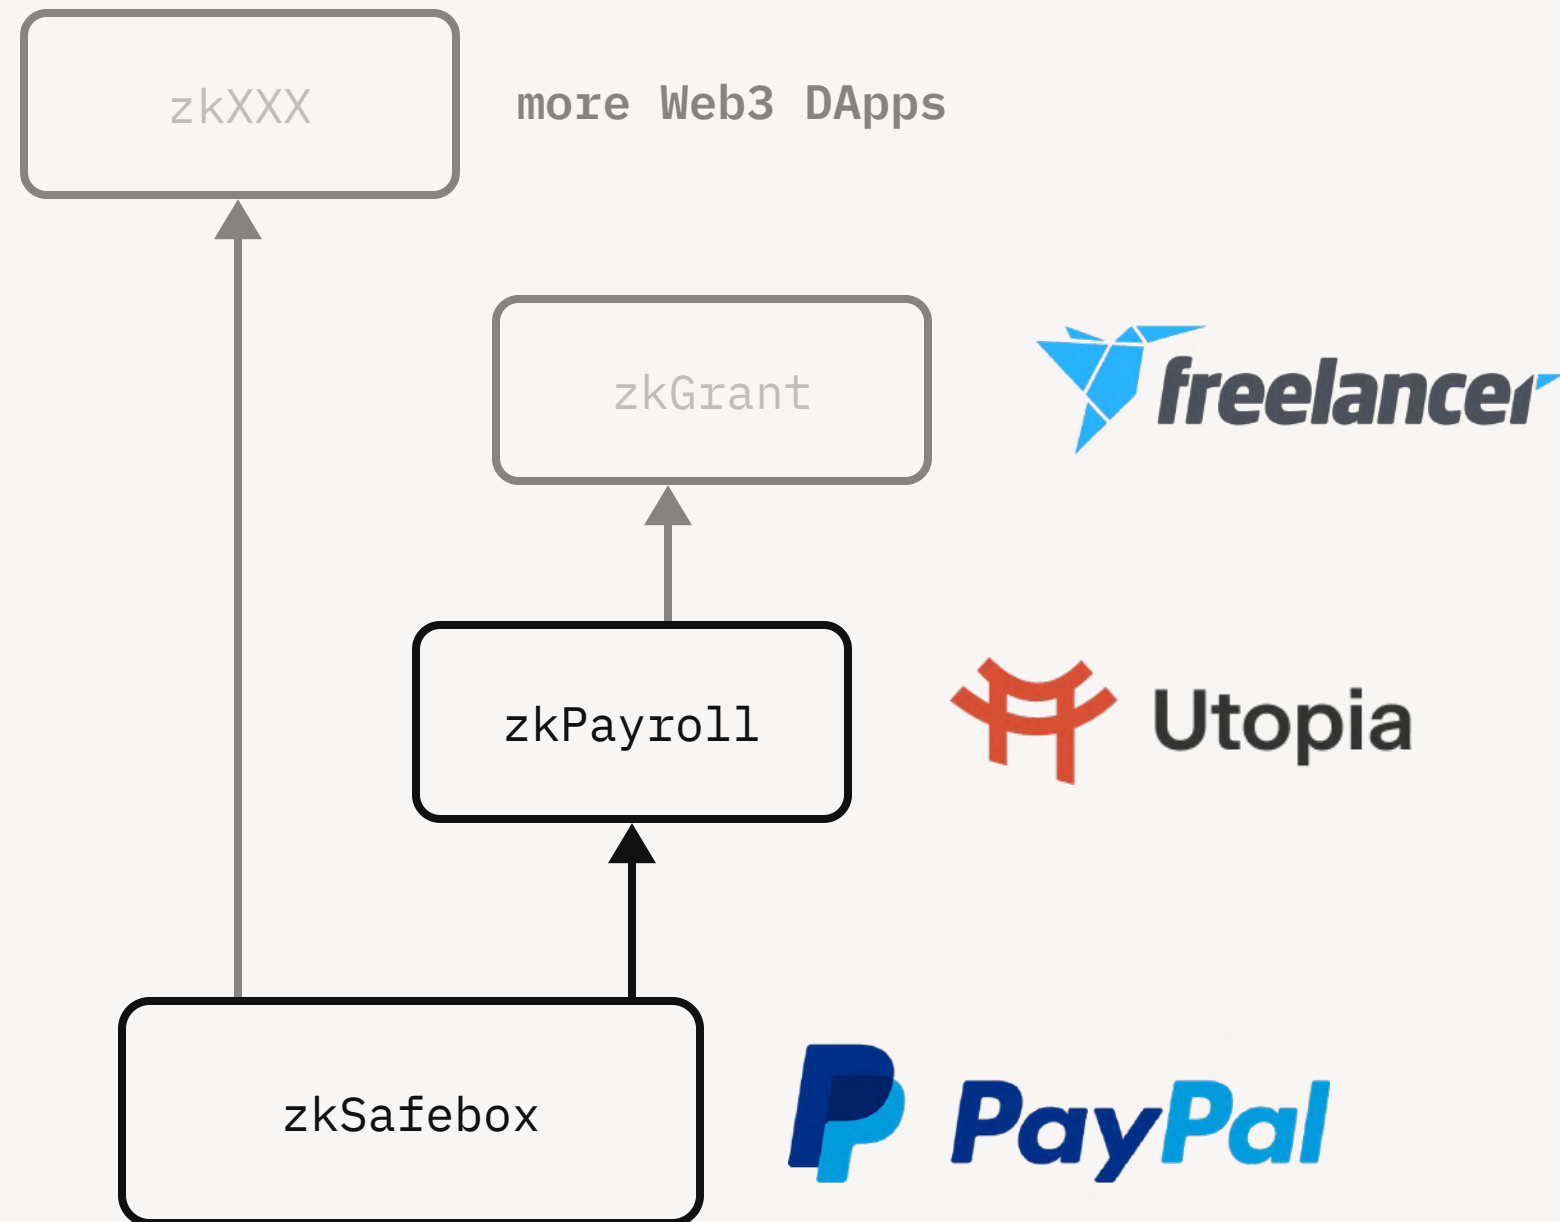 zkXXX
more Web3 DApps
zkGrant
freelancer
zkPayroll
Utopia
zkSafebox
PayPal